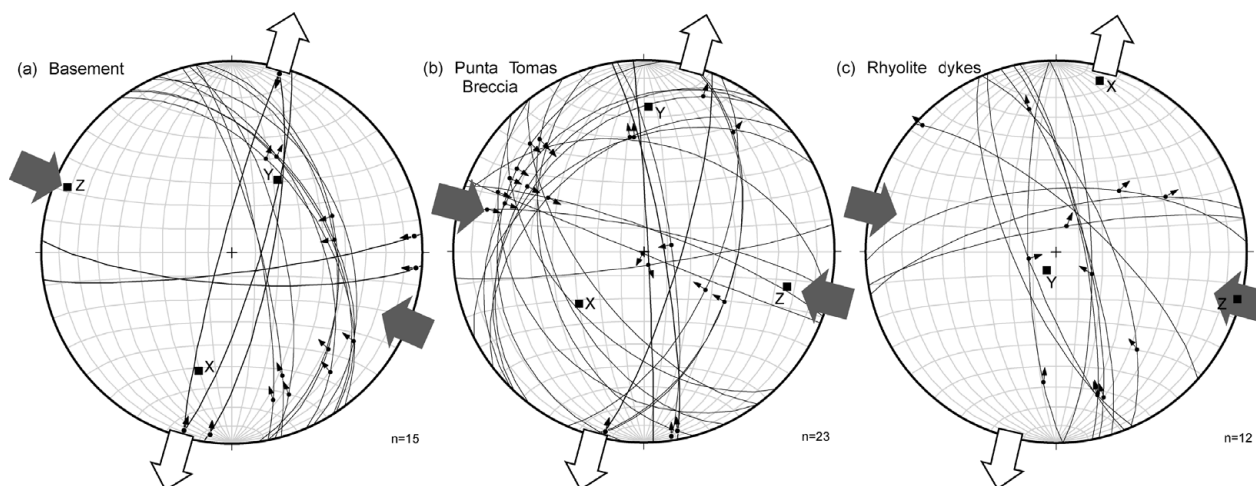 (a) Basement
Z
Y
X
n=15
(b) Punta Tomas
Breccia
Y
X
Z
n=23
(c) Rhyolite dykes
X
Y
Z
n=12